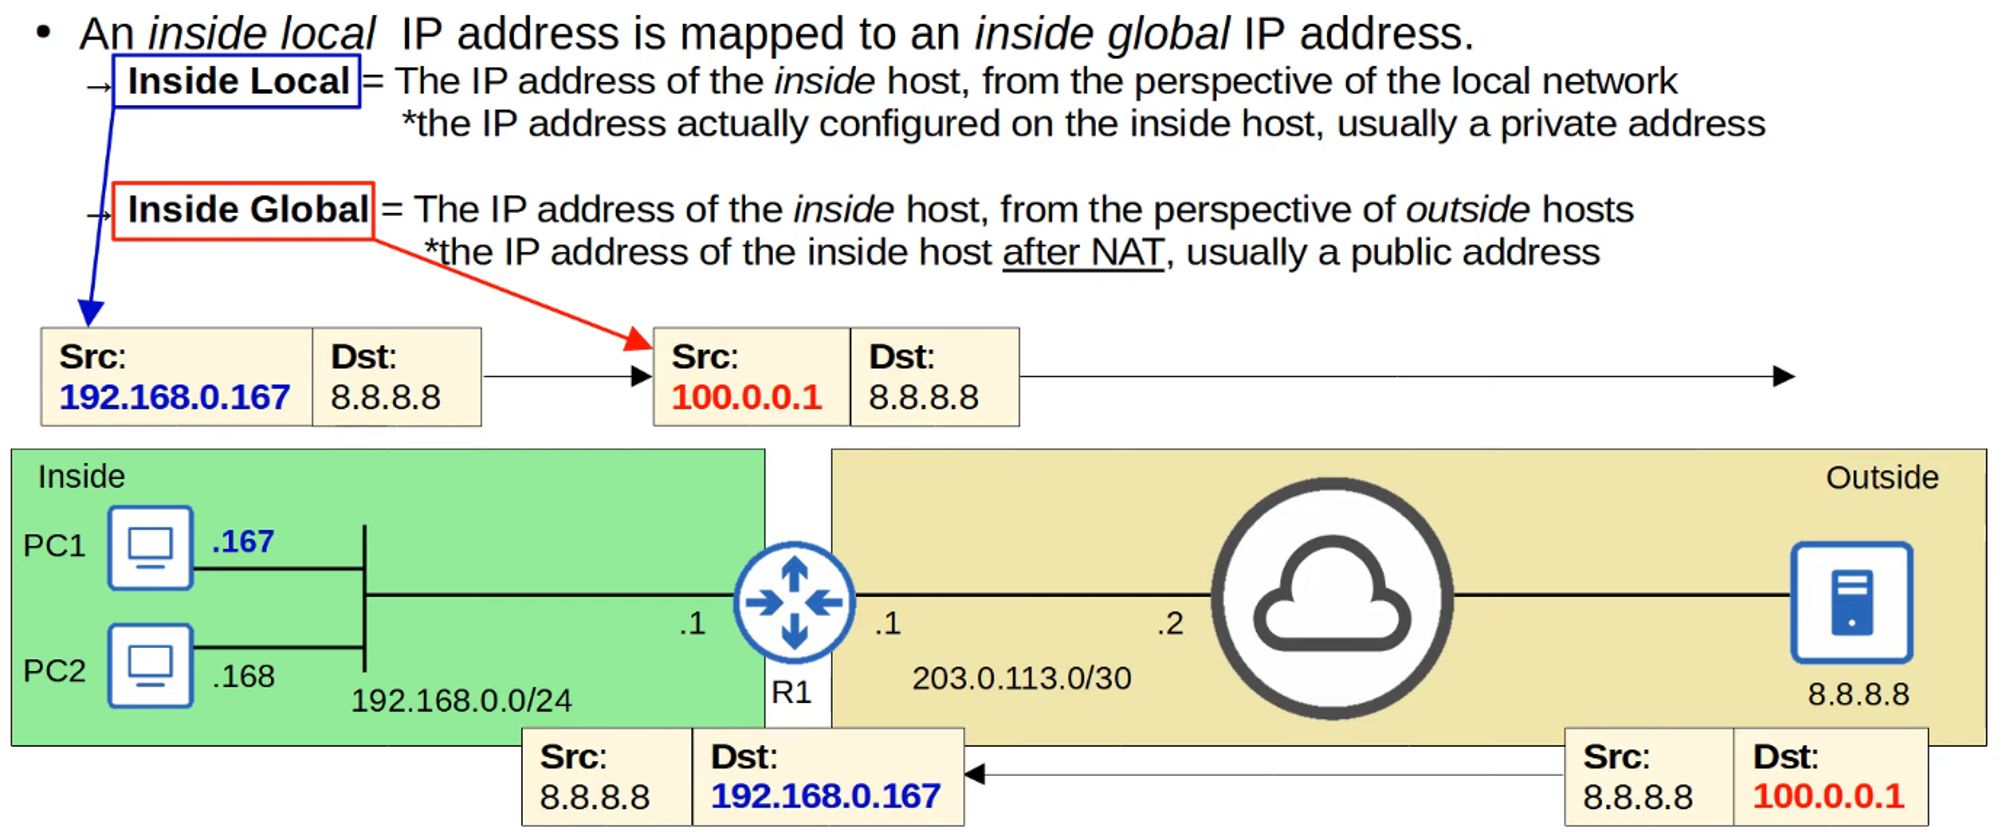 • An inside local IP address is mapped to an inside global IP address.
→ Inside Local = The IP address of the inside host, from the perspective of the local network
*the IP address actually configured on the inside host, usually a private address
→ Inside Global = The IP address of the inside host, from the perspective of outside hosts
*the IP address of the inside host after NAT, usually a public address
Src: Dst: Src: Dst:
192.168.0.167 8.8.8.8 100.0.0.1 8.8.8.8
Inside Outside
PC1 .167
.1 .1 .2
PC2 .168
192.168.0.0/24 R1 203.0.113.0/30 8.8.8.8
Src: Dst: Src: Dst:
8.8.8.8 192.168.0.167 8.8.8.8 100.0.0.1